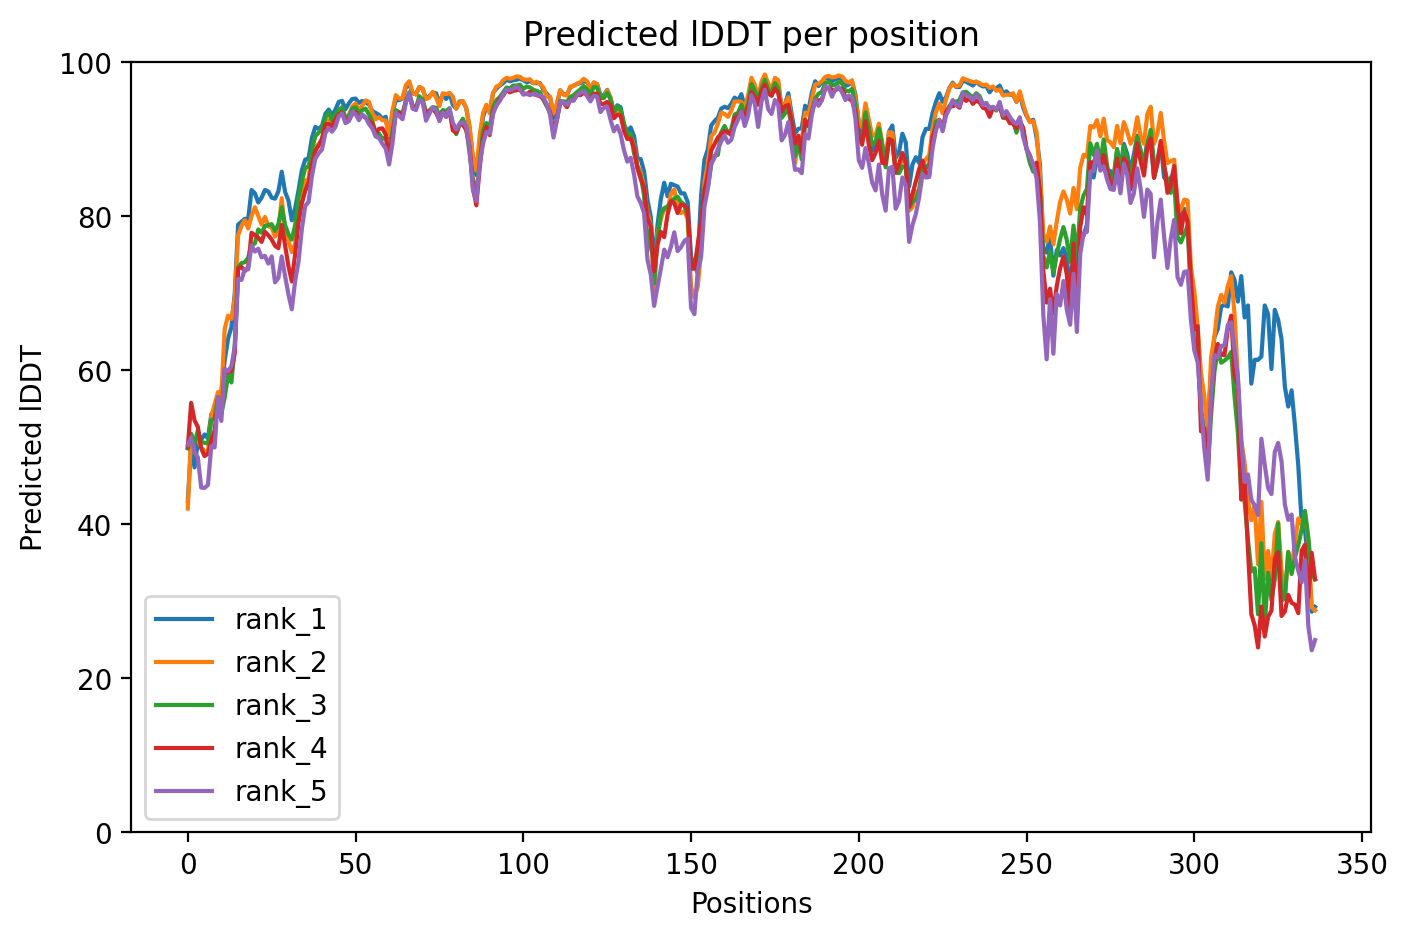 Predicted lDDT per position
100
80
60
40
20
0
Predicted lDDT
rank_1
rank_2
rank_3
rank_4
rank_5
0 50 100 150 200 250 300 350
Positions